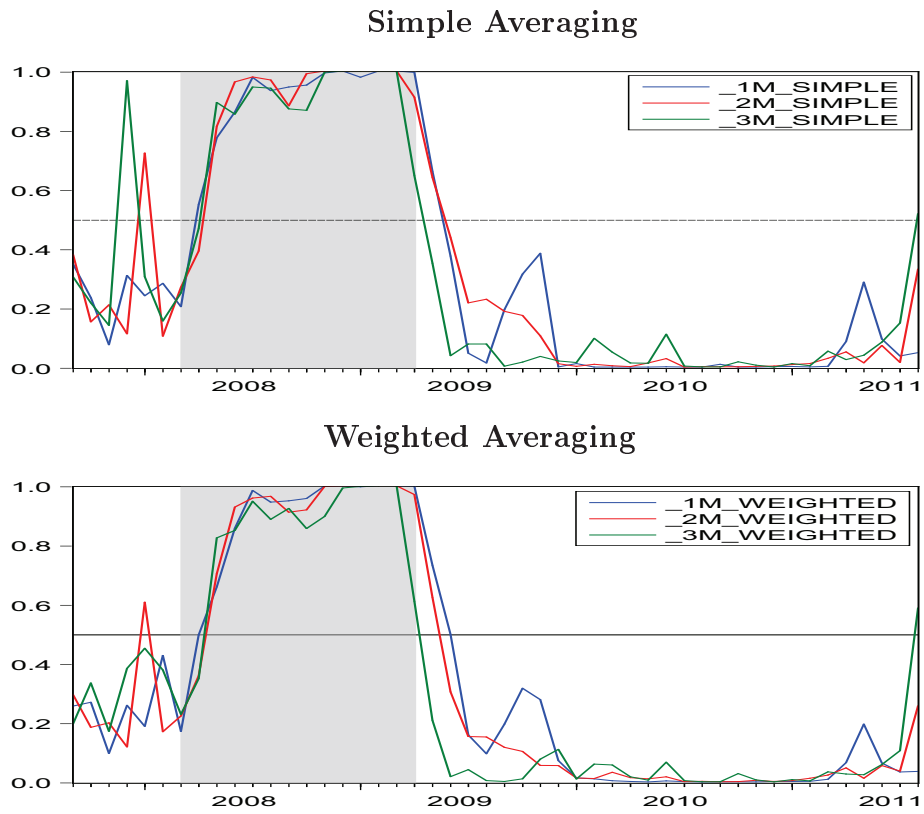 Simple Averaging
1.0
_1M_SIMPLE
_2M_SIMPLE
_3M_SIMPLE
0.8
0.6
0.4
0.2
0.0
2008 2009 2010 2011
Weighted Averaging
1.0
_1M_WEIGHTED
_2M_WEIGHTED
_3M_WEIGHTED
0.8
0.6
0.4
0.2
0.0
2008 2009 2010 2011